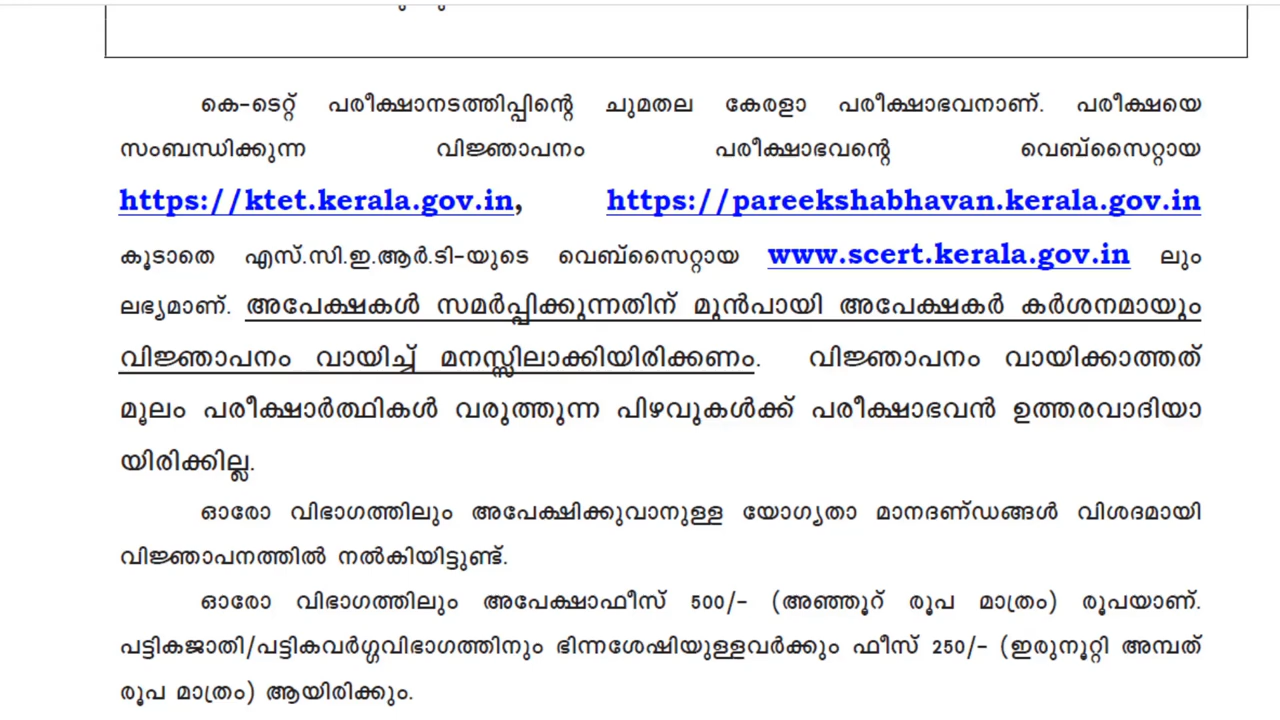 കെ-ടെറ്റ് പരീക്ഷാനടത്തിപ്പിന്റെ ചുമതല കേരളാ പരീക്ഷാഭവനാണ്. പരീക്ഷയെ
സംബന്ധിക്കുന്ന വിജ്ഞാപനം പരീക്ഷാഭവന്റെ വെബ്സൈറ്റായ
https://ktet.kerala.gov.in, https://pareekshabhavan.kerala.gov.in
കൂടാതെ എസ്.സി.ഇ.ആർ.ടി-യുടെ വെബ്സൈറ്റായ www.scert.kerala.gov.in ലും
ലഭ്യമാണ്. അപേക്ഷകൾ സമർപ്പിക്കുന്നതിന് മുൻപായി അപേക്ഷകർ കർശനമായും
വിജ്ഞാപനം വായിച്ച് മനസ്സിലാക്കിയിരിക്കണം. വിജ്ഞാപനം വായിക്കാത്തത്
മൂലം പരീക്ഷാർത്ഥികൾ വരുത്തുന്ന പിഴവുകൾക്ക് പരീക്ഷാഭവൻ ഉത്തരവാദിയാ
യിരിക്കില്ല.
ഓരോ വിഭാഗത്തിലും അപേക്ഷിക്കുവാനുള്ള യോഗ്യതാ മാനദണ്ഡങ്ങൾ വിശദമായി
വിജ്ഞാപനത്തിൽ നൽകിയിട്ടുണ്ട്.
ഓരോ വിഭാഗത്തിലും അപേക്ഷാഫീസ് 500/- (അഞ്ഞൂറ് രൂപ മാത്രം) രൂപയാണ്.
പട്ടികജാതി/പട്ടികവർഗ്ഗവിഭാഗത്തിനും ഭിന്നശേഷിയുള്ളവർക്കും ഫീസ് 250/- (ഇരുനൂറ്റി അമ്പത്
രൂപ മാത്രം) ആയിരിക്കും.